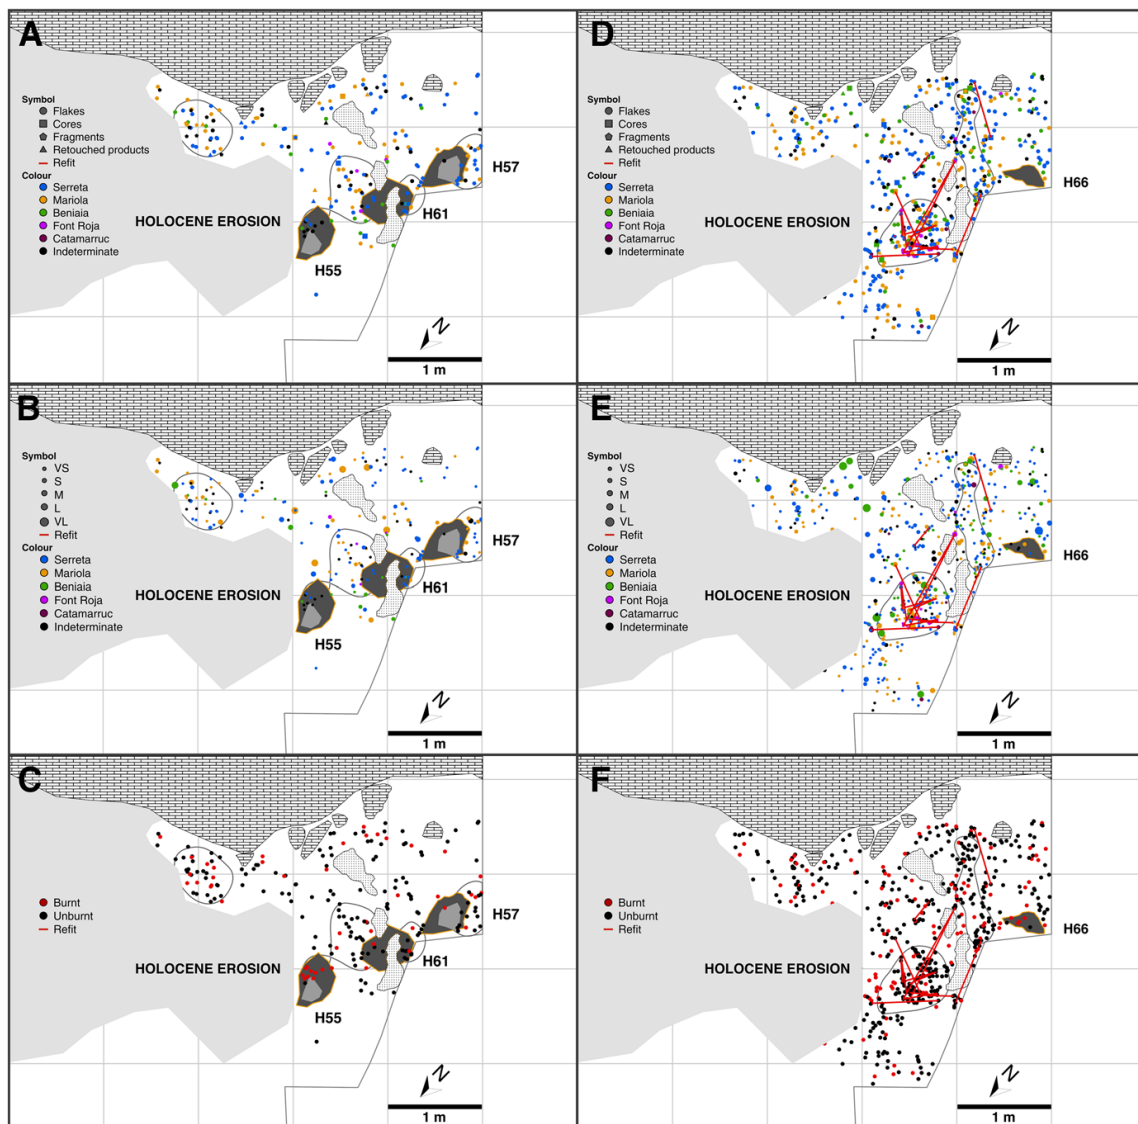 A
Symbol
Flakes
Cores
Fragments
Retouched products
Refit
Colour
Serreta
Mariola
Beniaia
Font Roja
Catamarruc
Indeterminate
HOLOCENE EROSION
H57
H61
H55
N
1 m
D
Symbol
Flakes
Cores
Fragments
Retouched products
Refit
Colour
Serreta
Mariola
Beniaia
Font Roja
Catamarruc
Indeterminate
HOLOCENE EROSION
H66
N
1 m
B
Symbol
VS
S
M
L
VL
Refit
Colour
Serreta
Mariola
Beniaia
Font Roja
Catamarruc
Indeterminate
HOLOCENE EROSION
H57
H61
H55
N
1 m
E
Symbol
VS
S
M
L
VL
Refit
Colour
Serreta
Mariola
Beniaia
Font Roja
Catamarruc
Indeterminate
HOLOCENE EROSION
H66
N
1 m
C
Burnt
Unburnt
Refit
HOLOCENE EROSION
H57
H61
H55
N
1 m
F
Burnt
Unburnt
Refit
HOLOCENE EROSION
H66
N
1 m